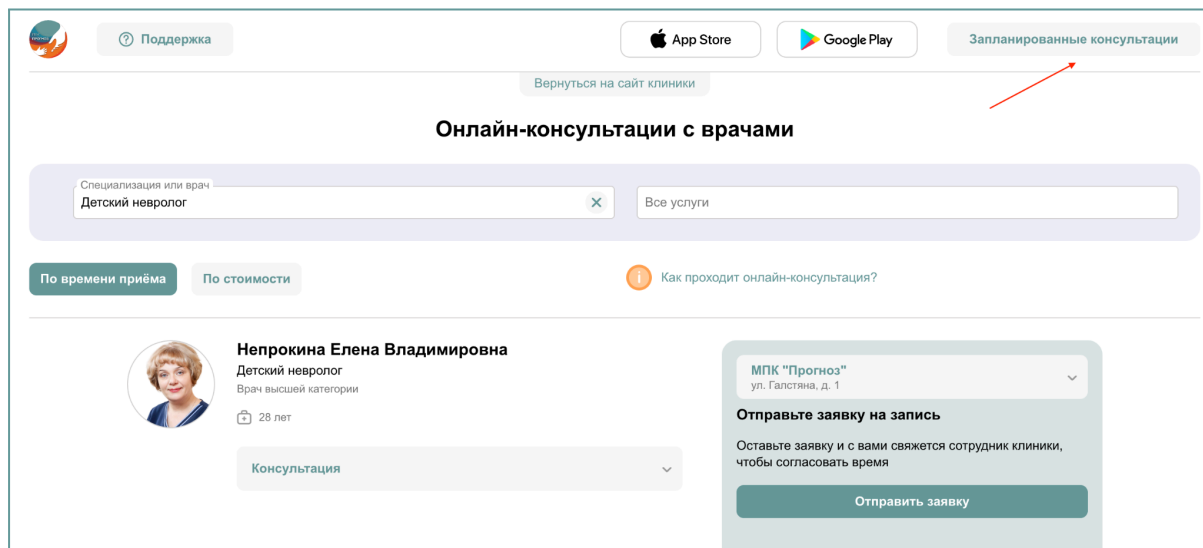 Поддержка
App Store
Google Play
Запланированные консультации
Вернуться на сайт клиники
Онлайн-консультации с врачами
Специализация или врач
Детский невролог
Все услуги
По времени приёма
По стоимости
Как проходит онлайн-консультация?
Непрокина Елена Владимировна
Детский невролог
Врач высшей категории
28 лет
Консультация
МПК "Прогноз"
ул. Галстяна, д. 1
Отправьте заявку на запись
Оставьте заявку и с вами свяжется сотрудник клиники,
чтобы согласовать время
Отправить заявку